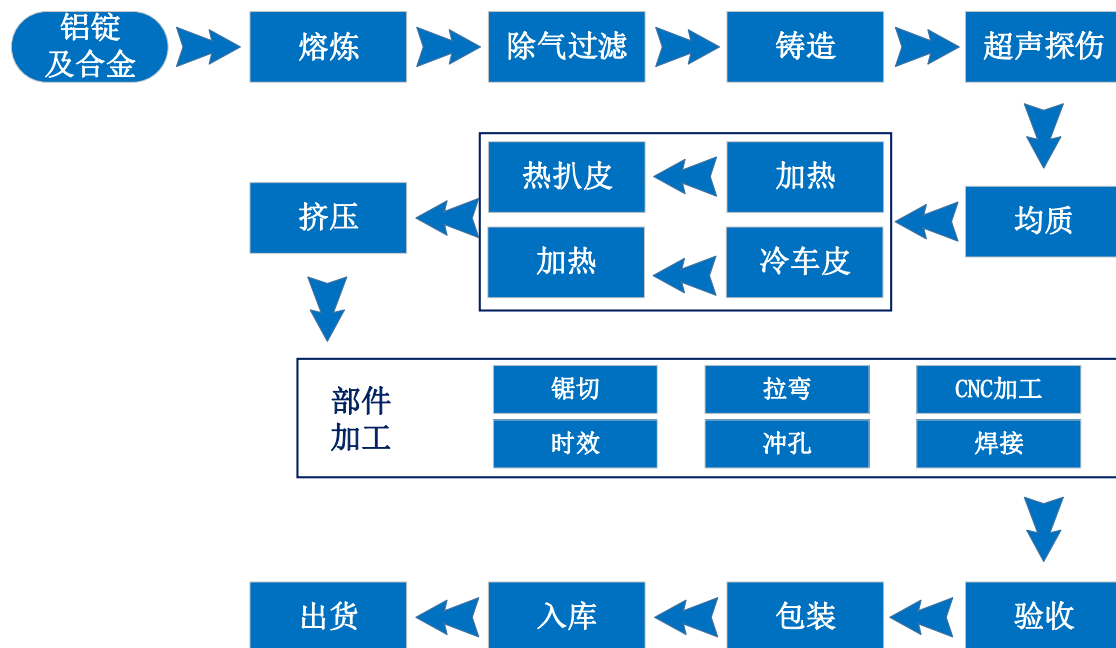 铝锭
及合金
熔炼
除气过滤
铸造
超声探伤
热扒皮
加热
挤压
均质
加热
冷车皮
部件
加工
锯切
拉弯
CNC加工
时效
冲孔
焊接
出货
入库
包装
验收